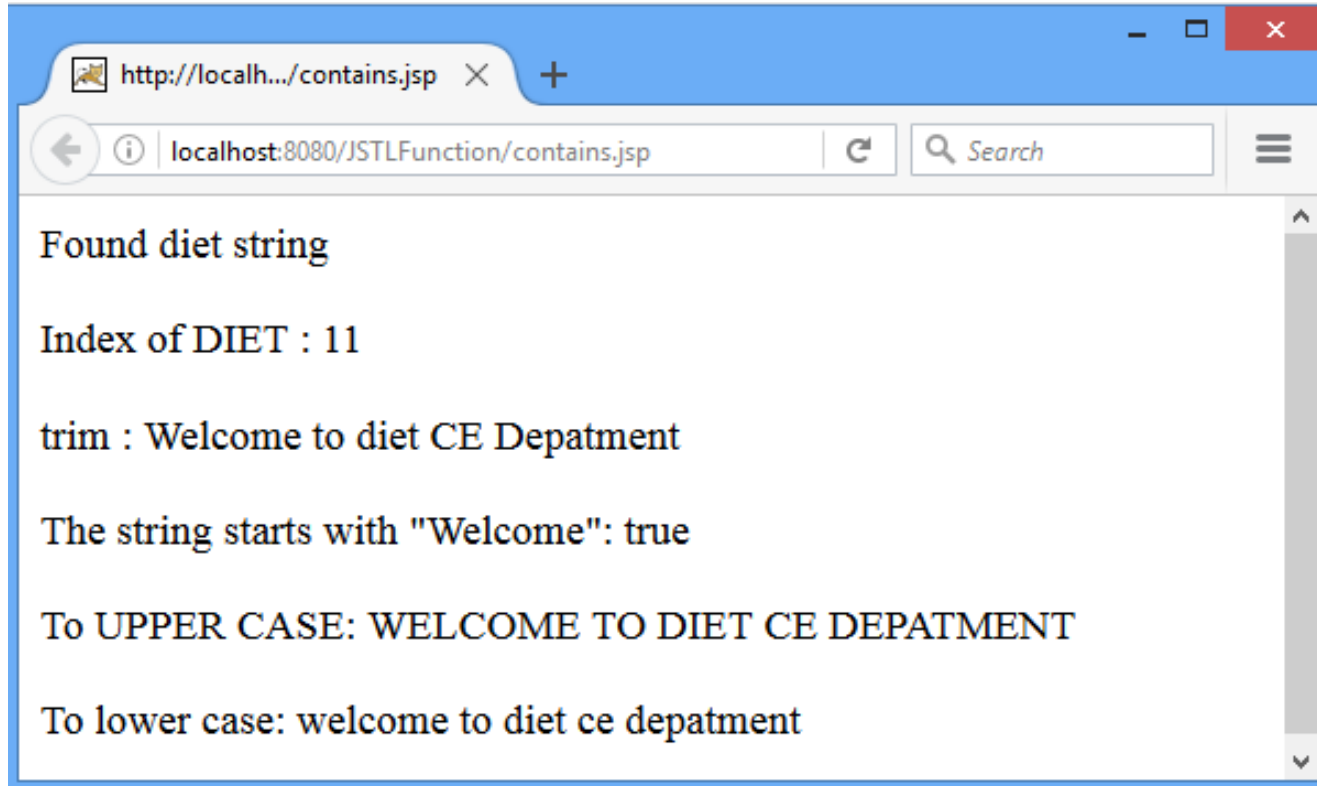 http://localh.../contains.jsp
localhost:8080/JSTLFunction/contains.jsp
Search
Found diet string
Index of DIET : 11
trim : Welcome to diet CE Depatment
The string starts with "Welcome": true
To UPPER CASE: WELCOME TO DIET CE DEPATMENT
To lower case: welcome to diet ce depatment